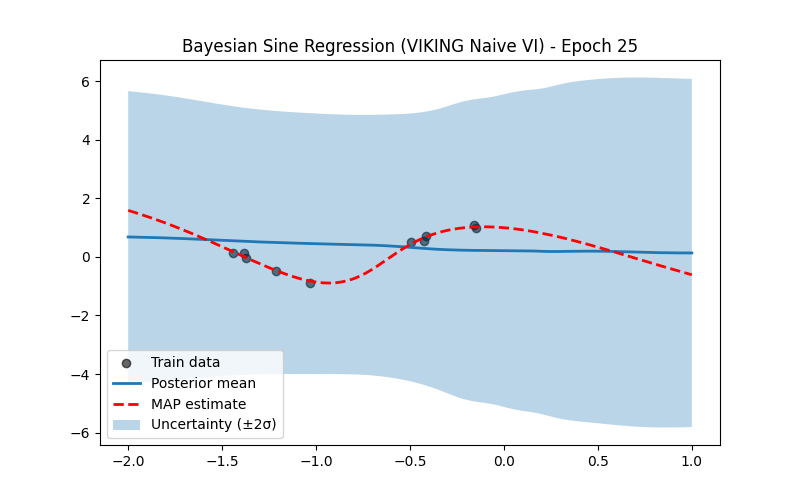 Bayesian Sine Regression (VIKING Naive VI) - Epoch 25
6
4
2
0
−2
−4
−6
Train data
Posterior mean
MAP estimate
Uncertainty (±2σ)
−2.0 −1.5 −1.0 −0.5 0.0 0.5 1.0